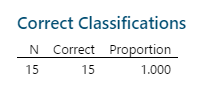 Correct Classifications
N Correct Proportion
15 15 1.000